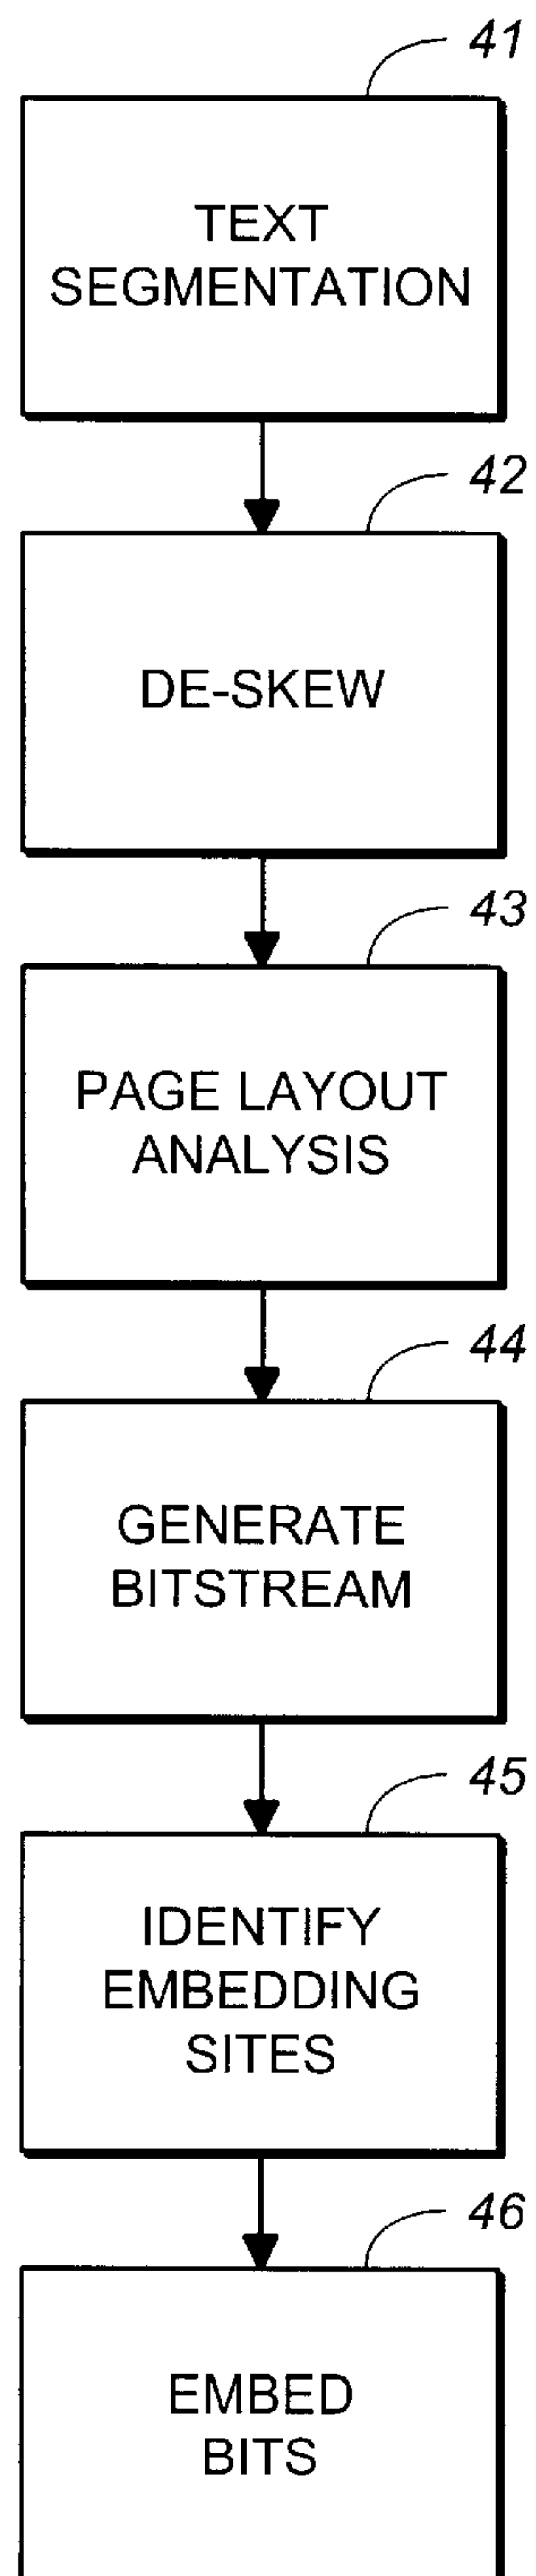 41
TEXT
SEGMENTATION
42
DE-SKEW
43
PAGE LAYOUT
ANALYSIS
44
GENERATE
BITSTREAM
45
IDENTIFY
EMBEDDING
SITES
46
EMBED
BITS